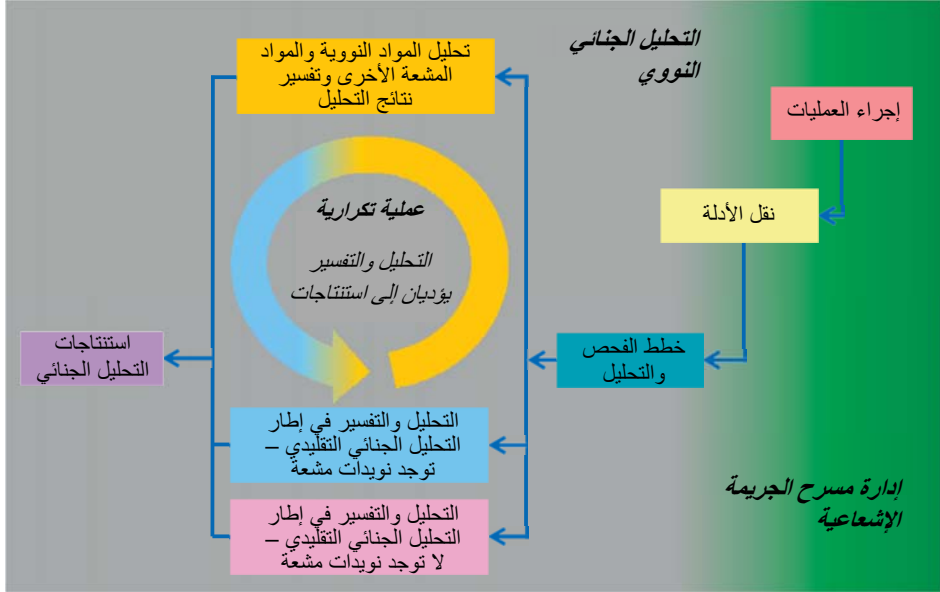 التحليل الجنائي
النووي
إجراء العمليات
نقل الأدلة
خطط الفحص
والتحليل
تحليل المواد النووية والمواد
المشعة الأخرى وتفسير
نتائج التحليل
عملية تكرارية
التحليل والتفسير
يؤديان إلى استنتاجات
التحليل والتفسير في إطار
التحليل الجنائي التقليدي –
توجد نويدات مشعة
التحليل والتفسير في إطار
التحليل الجنائي التقليدي –
لا توجد نويدات مشعة
استنتاجات
التحليل الجنائي
إدارة مسرح الجريمة
الإشعاعية